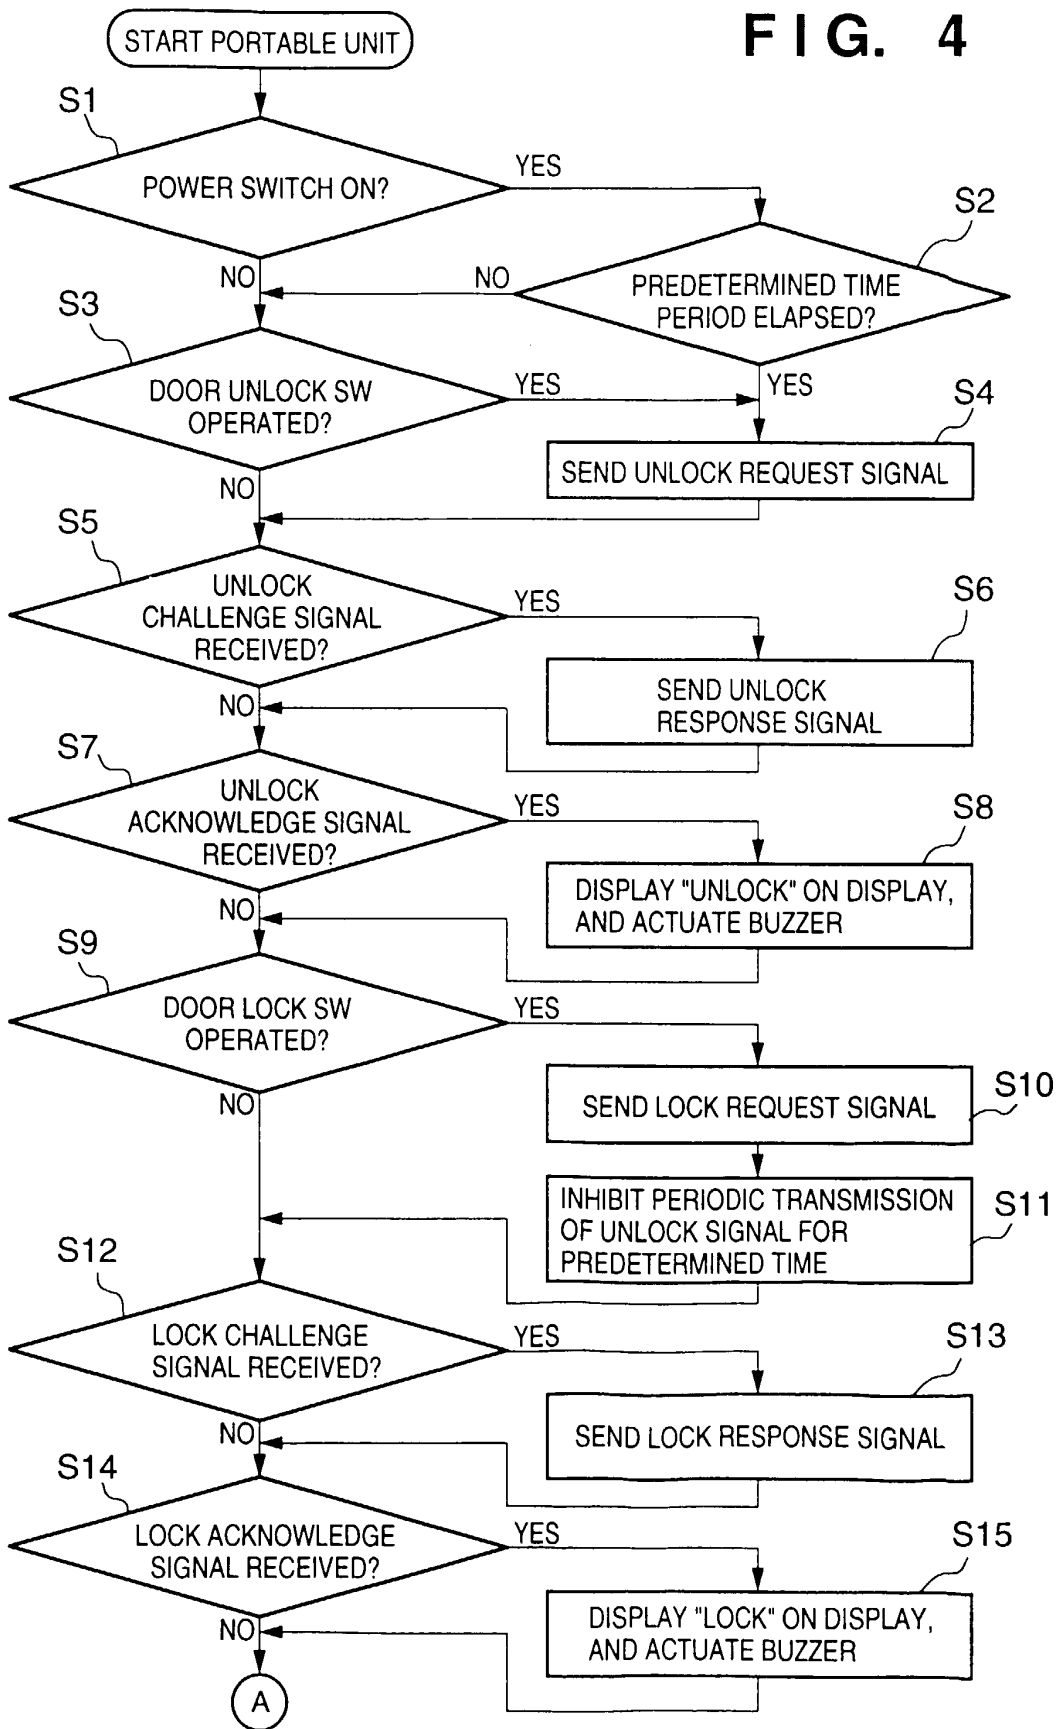 FIG. 4
START PORTABLE UNIT
S1
POWER SWITCH ON?
YES
S2
NO
NO
PREDETERMINED TIME
PERIOD ELAPSED?
S3
DOOR UNLOCK SW
OPERATED?
YES
YES
S4
SEND UNLOCK REQUEST SIGNAL
NO
S5
UNLOCK
CHALLENGE SIGNAL
RECEIVED?
YES
S6
SEND UNLOCK
RESPONSE SIGNAL
NO
S7
UNLOCK
ACKNOWLEDGE SIGNAL
RECEIVED?
YES
S8
DISPLAY "UNLOCK" ON DISPLAY,
AND ACTUATE BUZZER
NO
S9
DOOR LOCK SW
OPERATED?
YES
S10
SEND LOCK REQUEST SIGNAL
NO
S11
INHIBIT PERIODIC TRANSMISSION
OF UNLOCK SIGNAL FOR
PREDETERMINED TIME
S12
LOCK CHALLENGE
SIGNAL RECEIVED?
YES
S13
SEND LOCK RESPONSE SIGNAL
NO
S14
LOCK ACKNOWLEDGE
SIGNAL RECEIVED?
YES
S15
DISPLAY "LOCK" ON DISPLAY,
AND ACTUATE BUZZER
NO
A